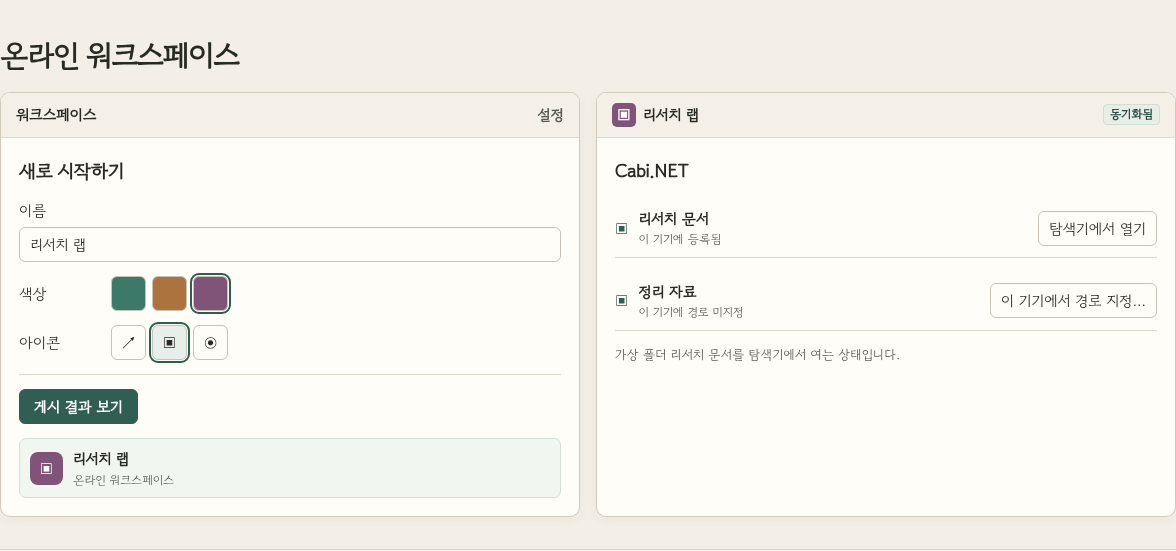 온라인 워크스페이스
워크스페이스 설정
새로 시작하기
이름
리서치 랩
색상
아이콘
게시 결과 보기
리서치 랩
온라인 워크스페이스
리서치 랩 동기화됨
Cabi.NET
리서치 문서
이 기기에 등록됨
탐색기에서 열기
정리 자료
이 기기에 경로 미지정
이 기기에서 경로 지정...
가상 폴더 리서치 문서를 탐색기에서 여는 상태입니다.